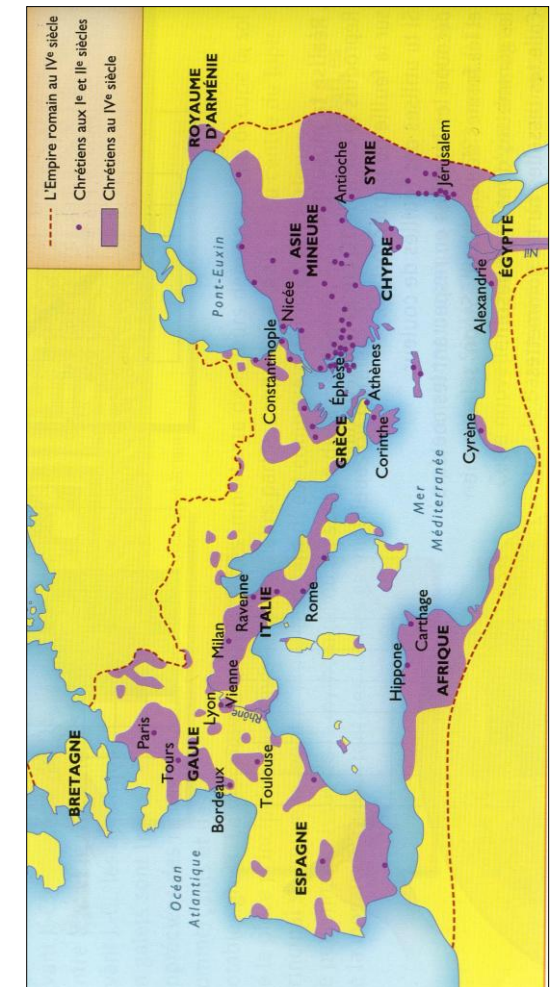 L'Empire romain au IVe siècle
Chrétiens aux Ie et IIe siècles
Chrétiens au IVe siècle
BRETAGNE
Océan
Atlantique
Paris
Tours
GAULE
Bordeaux
Lyon
Vienne
Rhône
Toulouse
ESPAGNE
Milan
Ravenne
ITALIE
Rome
Hippone
Carthage
AFRIQUE
Mer
Méditerranée
Cyrène
GRÈCE
Corinthe
Athènes
Éphèse
Constantinople
Nicée
Pont-Euxin
ASIE
MINEURE
ROYAUME
D'ARMÉNIE
CHYPRE
Antioche
SYRIE
Jérusalem
Alexandrie
ÉGYPTE
Nil